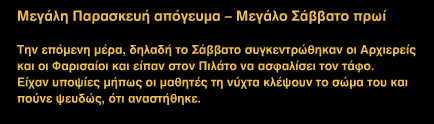 Μεγάλη Παρασκευή απόγευμα – Μεγάλο Σάββατο πρωί
Την επόμενη μέρα, δηλαδή το Σάββατο συγκεντρώθηκαν οι Αρχιερείς
και οι Φαρισαίοι και είπαν στον Πιλάτο να ασφαλίσει τον τάφο.
Είχαν υποψίες μήπως οι μαθητές τη νύχτα κλέψουν το σώμα του και
πούνε ψευδώς, ότι αναστήθηκε.